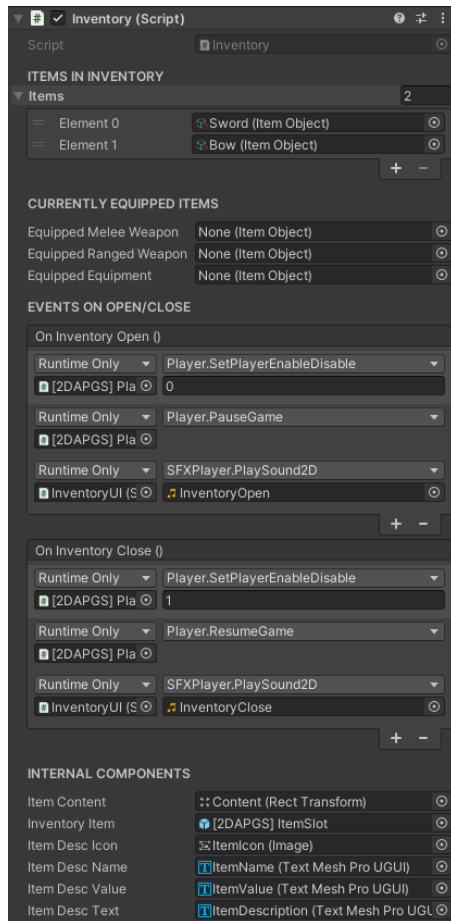 Inventory (Script)
Script Inventory
ITEMS IN INVENTORY
Items 2
Element 0 Sword (Item Object)
Element 1 Bow (Item Object)
+ −
CURRENTLY EQUIPPED ITEMS
Equipped Melee Weapon None (Item Object)
Equipped Ranged Weapon None (Item Object)
Equipped Equipment None (Item Object)
EVENTS ON OPEN/CLOSE
On Inventory Open ()
Runtime Only Player.SetPlayerEnableDisable
[2DAPGS] Pla 0
Runtime Only Player.PauseGame
[2DAPGS] Pla
Runtime Only SFXPlayer.PlaySound2D
InventoryUI (S InventoryOpen
+ −
On Inventory Close ()
Runtime Only Player.SetPlayerEnableDisable
[2DAPGS] Pla 1
Runtime Only Player.ResumeGame
[2DAPGS] Pla
Runtime Only SFXPlayer.PlaySound2D
InventoryUI (S InventoryClose
+ −
INTERNAL COMPONENTS
Item Content Content (Rect Transform)
Inventory Item [2DAPGS] ItemSlot
Item Desc Icon ItemIcon (Image)
Item Desc Name ItemName (Text Mesh Pro UGUI)
Item Desc Value ItemValue (Text Mesh Pro UGUI)
Item Desc Text ItemDescription (Text Mesh Pro UGU